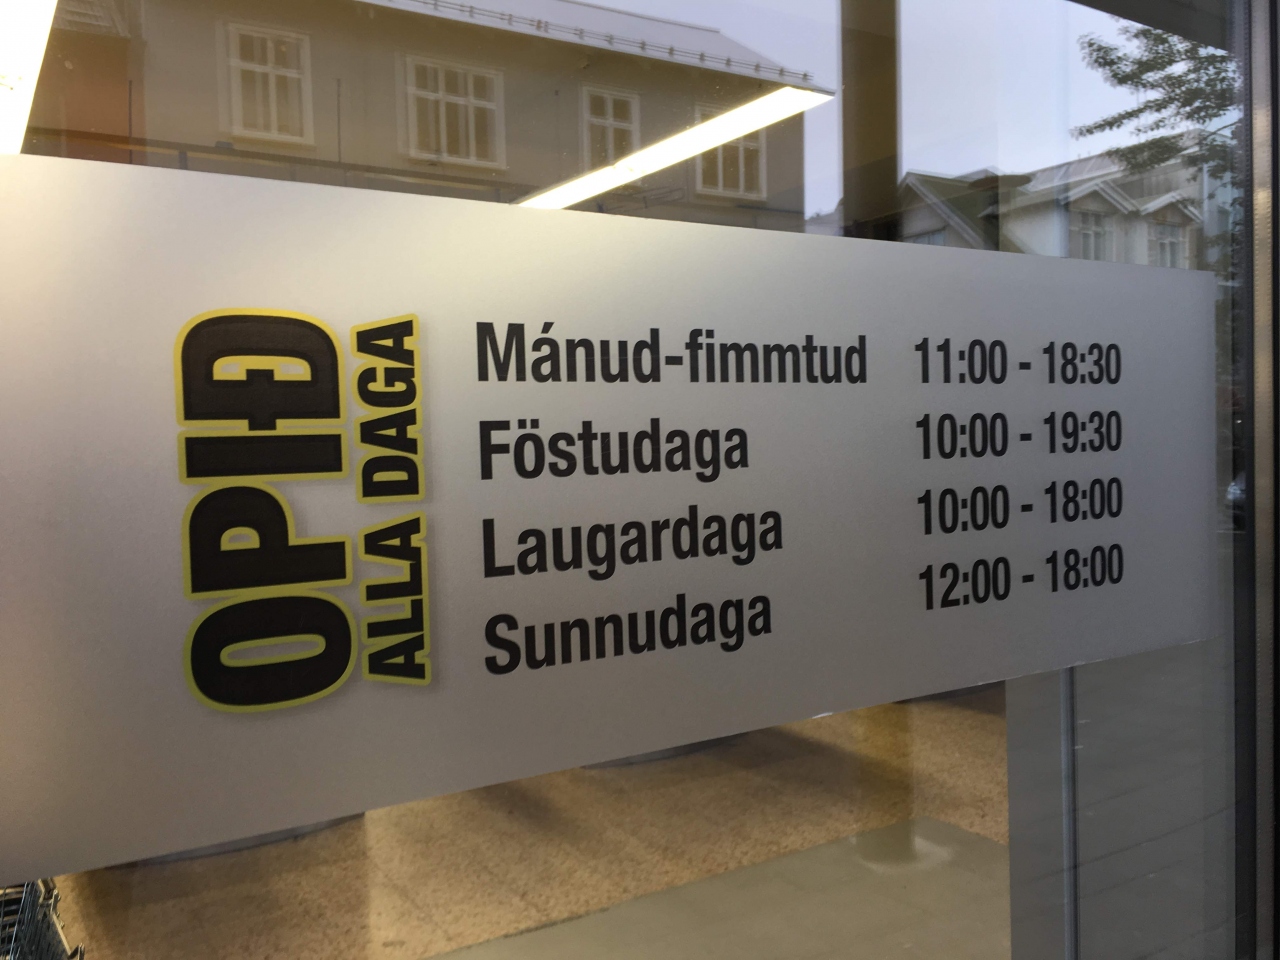 OPIÐ
ALLA DAGA
Mánud-fimmtud 11:00 - 18:30
Föstudaga 10:00 - 19:30
Laugardaga 10:00 - 18:00
Sunnudaga 12:00 - 18:00